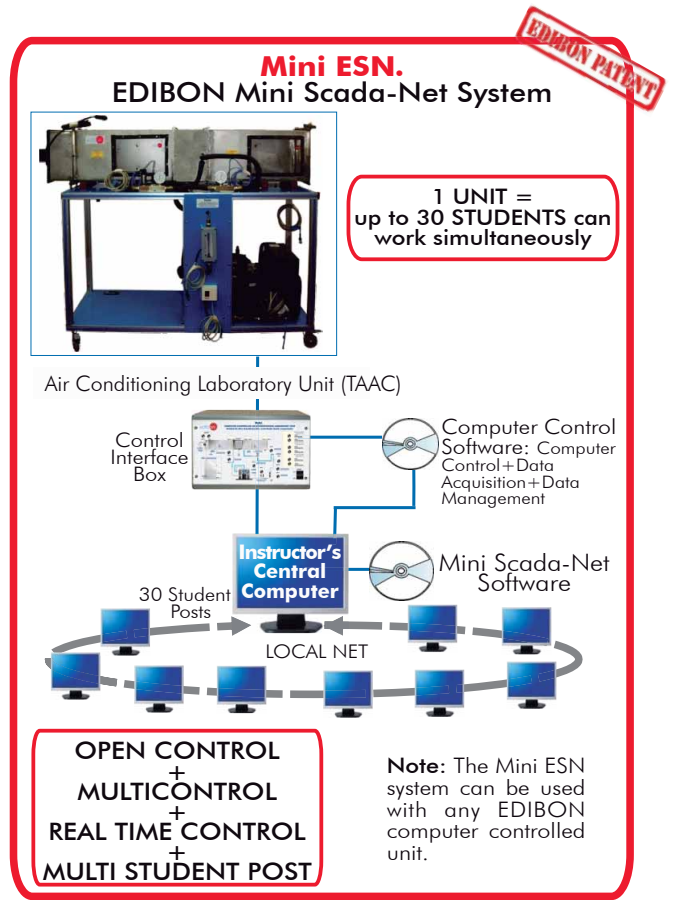 EDIBON PATENT
Mini ESN.
EDIBON Mini Scada-Net System
1 UNIT =
up to 30 STUDENTS can
work simultaneously
Air Conditioning Laboratory Unit (TAAC)
Control
Interface
Box
Computer Control
Software: Computer
Control+Data
Acquisition+Data
Management
Instructor's
Central
Computer
Mini Scada-Net
Software
30 Student
Posts
LOCAL NET
OPEN CONTROL
+
MULTICONTROL
+
REAL TIME CONTROL
+
MULTI STUDENT POST
Note: The Mini ESN
system can be used
with any EDIBON
computer controlled
unit.